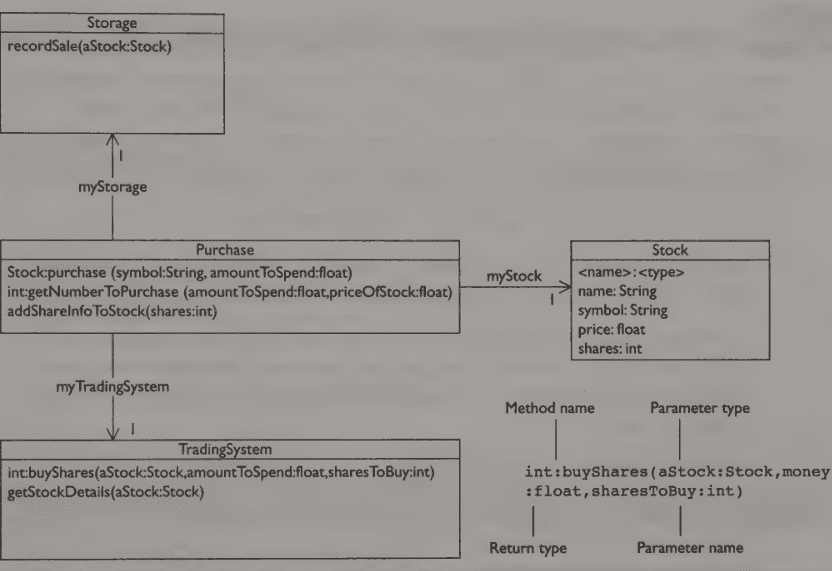 Storage
recordSale(aStock:Stock)
1
myStorage
Purchase
Stock:purchase (symbol:String, amountToSpend:float)
int:getNumberToPurchase (amountToSpend:float,priceOfStock:float)
addShareInfoToStock(shares:int)
myStock
1
Stock
<name>:<type>
name: String
symbol: String
price: float
shares: int
myTradingSystem
1
TradingSystem
int:buyShares(aStock:Stock,amountToSpend:float,sharesToBuy:int)
getStockDetails(aStock:Stock)
Method name
Parameter type
int:buyShares(aStock:Stock,money
:float,sharesToBuy:int)
Return type
Parameter name